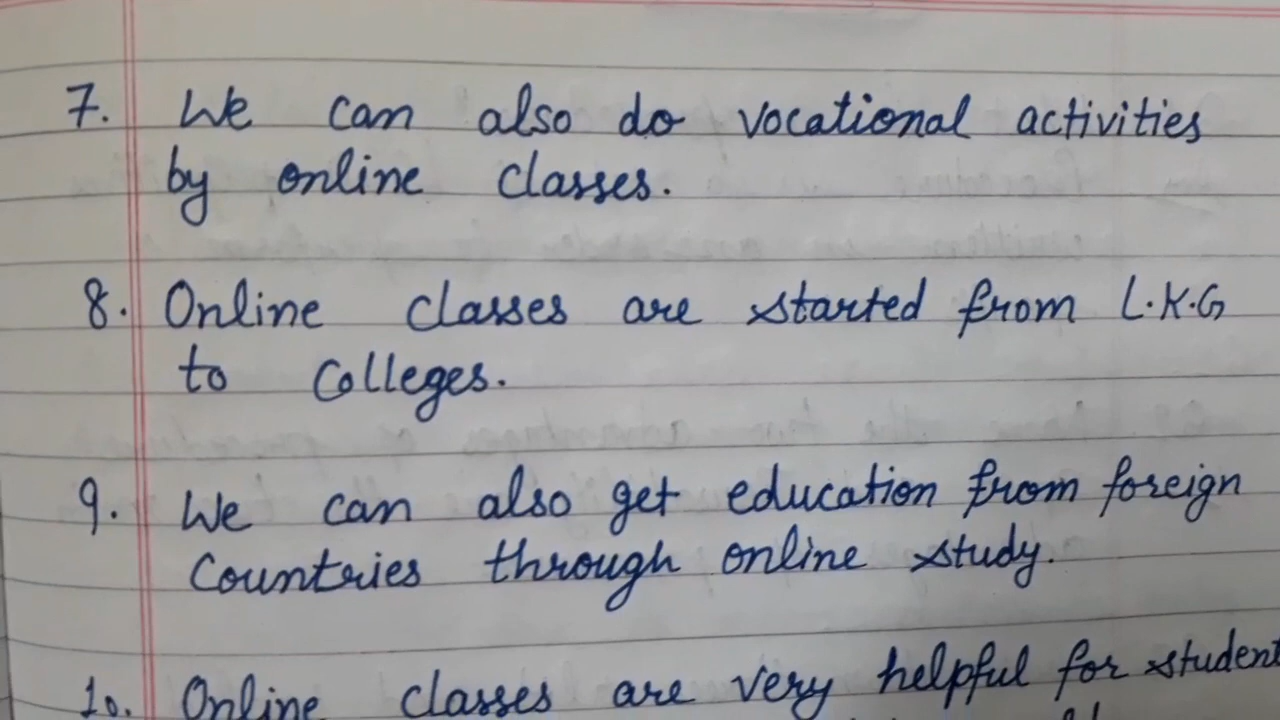 7. We can also do vocational activities
by online classes.
8. Online classes are started from L.K.G
to Colleges.
9. We can also get education from foreign
Countries through online study.
10. Online classes are very helpful for student